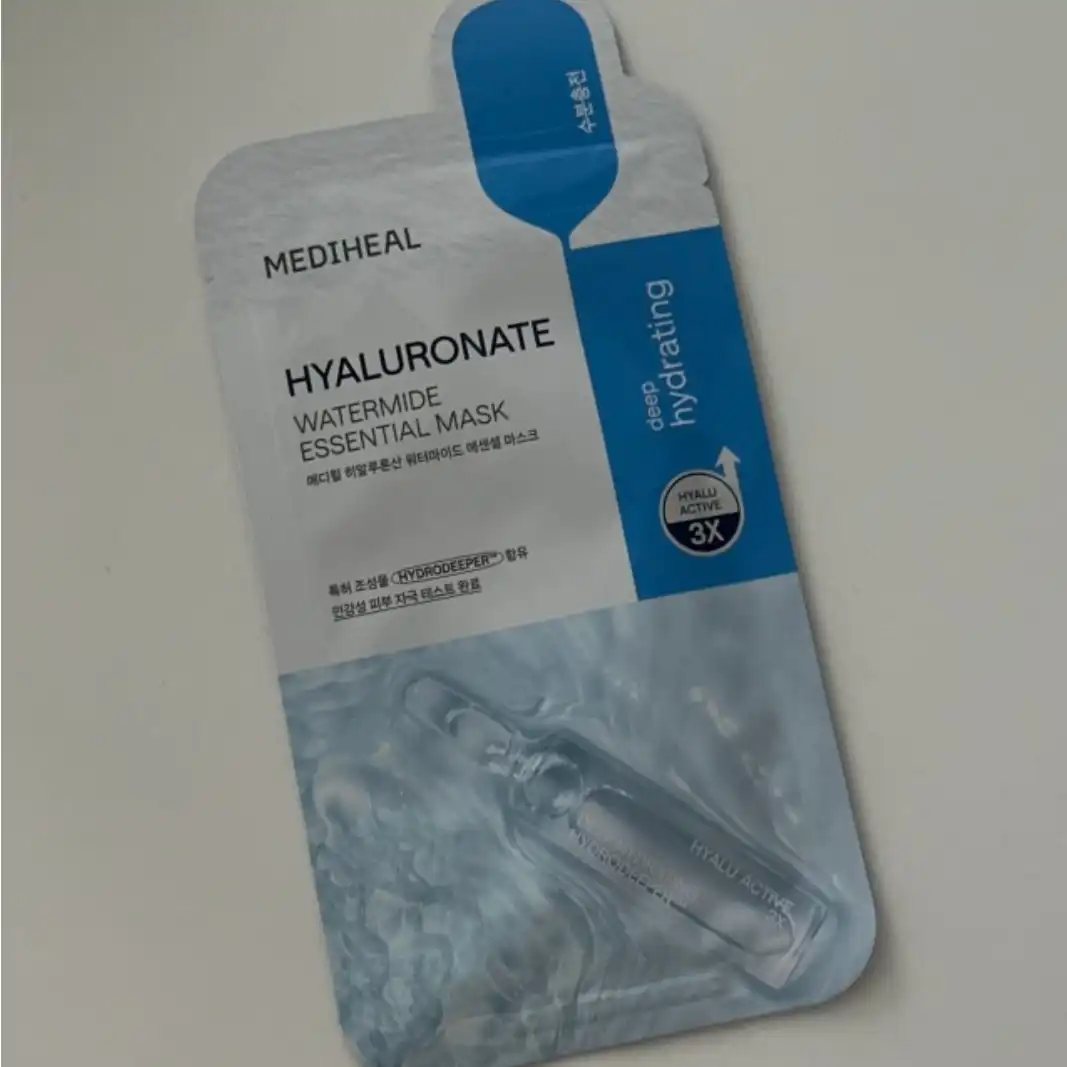 수분충전
MEDIHEAL
HYALURONATE
WATERMIDE
ESSENTIAL MASK
메디힐 히알루론산 워터마이드 에센셜 마스크
특허 조성물 HYDRODEEPER™ 함유
민감성 피부 자극 테스트 완료
deep
hydrating
HYALU
ACTIVE
3X
HYALU ACTIVE
3X
HYDRODEEPER